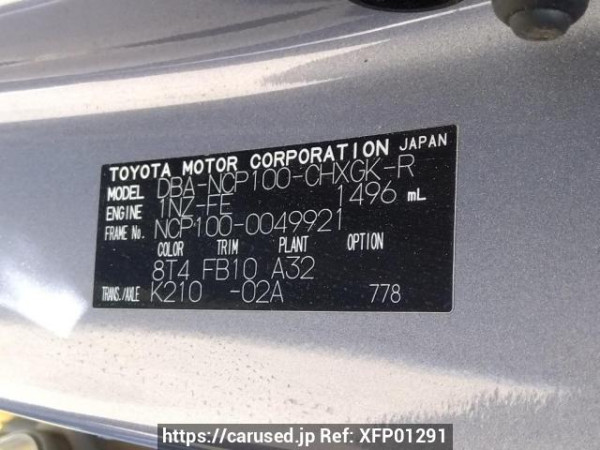 TOYOTA MOTOR CORPORATION JAPAN
MODEL DBA-NCP100-CHXGK-R
ENGINE 1NZ-FE 1496 mL
FRAME No. NCP100-0049921
COLOR TRIM PLANT OPTION
8T4 FB10 A32
TRANS./AXLE K210 -02A 778
https://carused.jp Ref: XFP01291